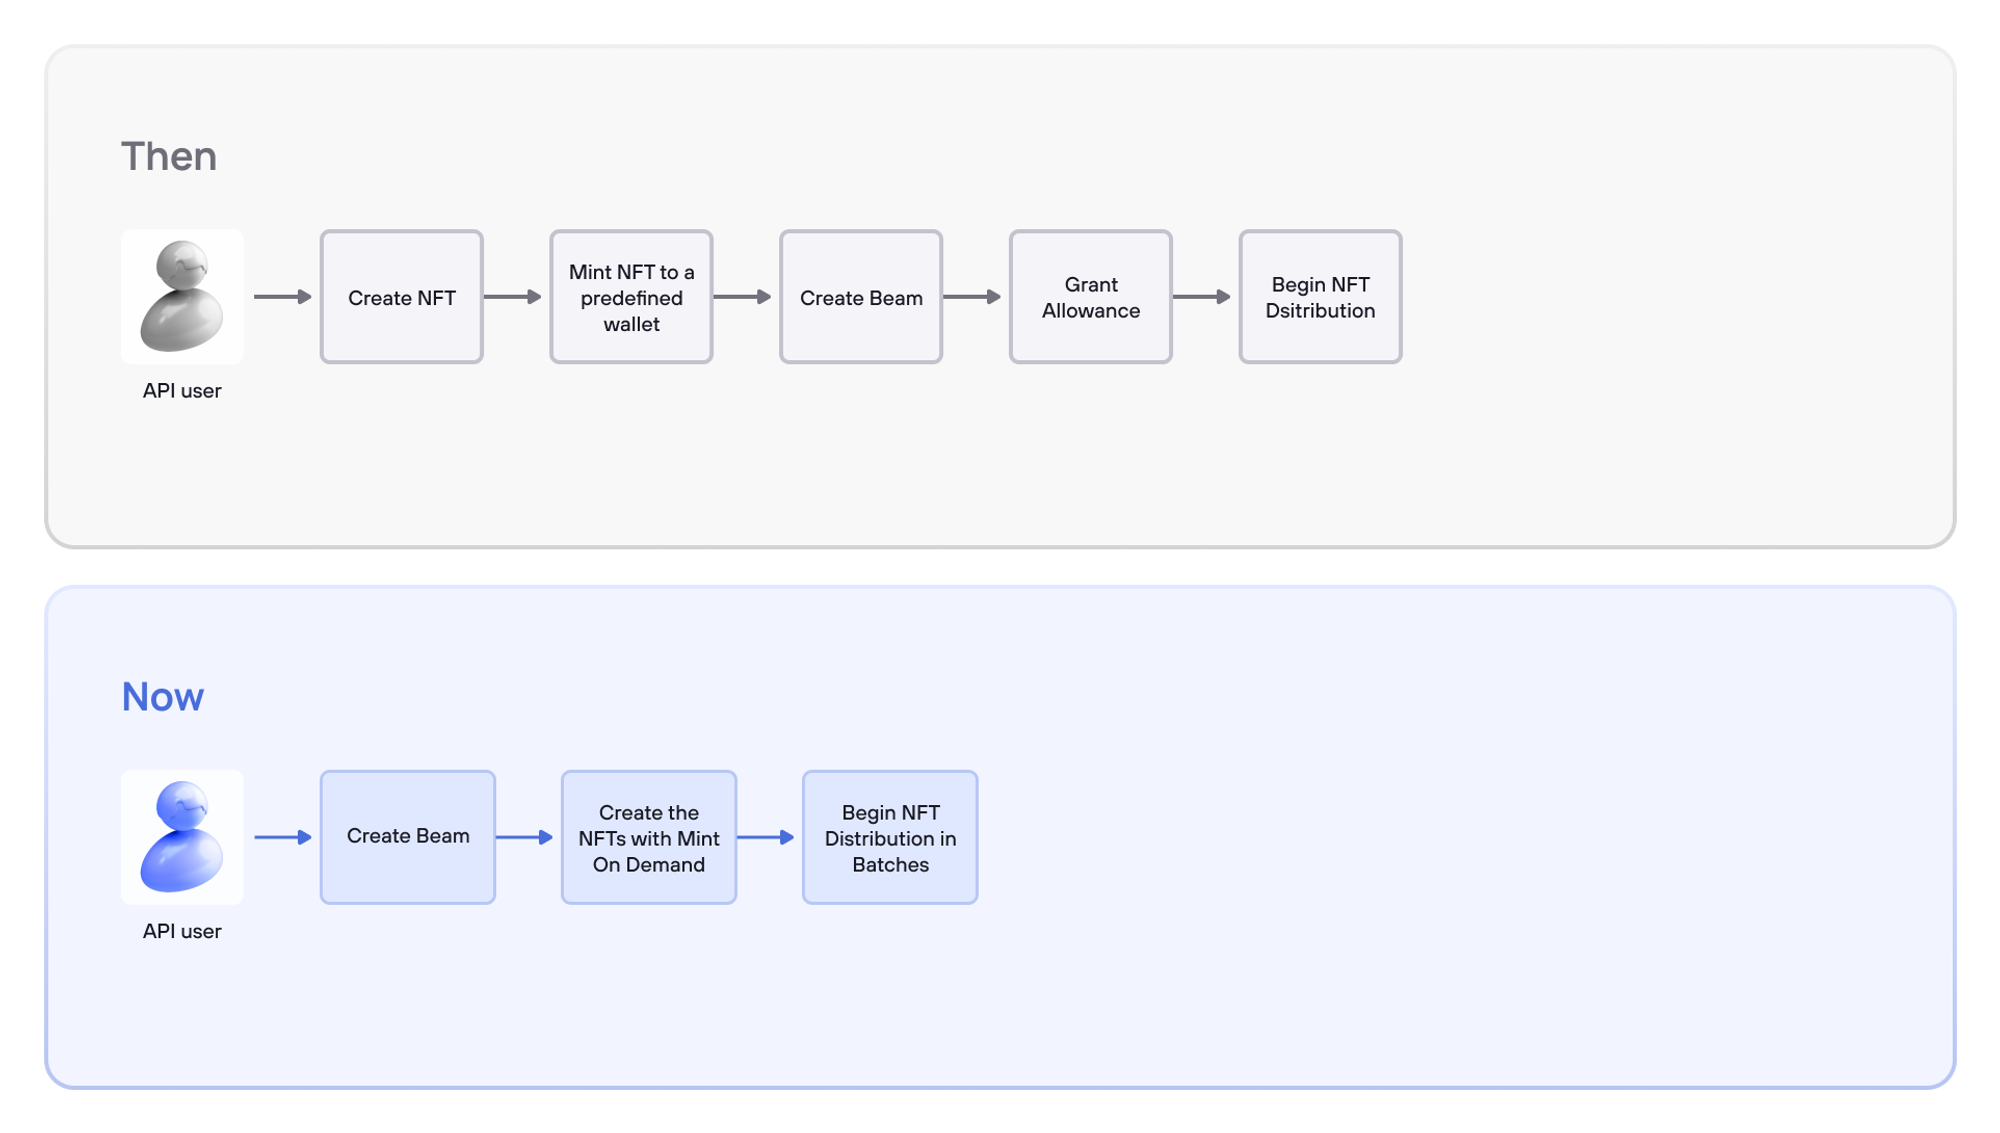 Then
Create NFT
Mint NFT to a
predefined
wallet
Create Beam
Grant
Allowance
Begin NFT
Dsitribution
API user
Now
Create Beam
Create the
NFTs with Mint
On Demand
Begin NFT
Distribution in
Batches
API user